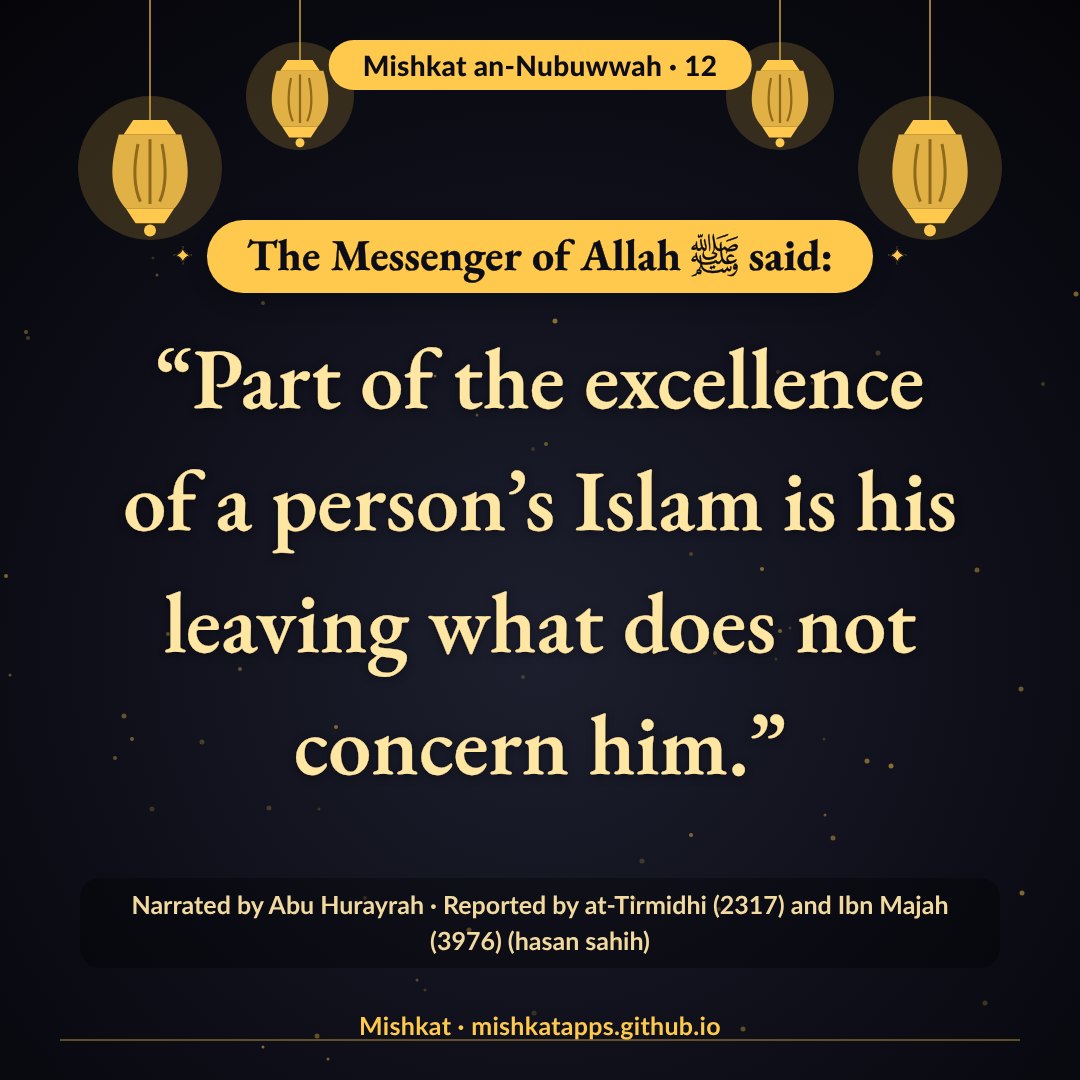 Mishkat an-Nubuwwah · 12
The Messenger of Allah ﷺ said:
“Part of the excellence
of a person’s Islam is his
leaving what does not
concern him.”
Narrated by Abu Hurayrah · Reported by at-Tirmidhi (2317) and Ibn Majah
(3976) (hasan sahih)
Mishkat · mishkatapps.github.io